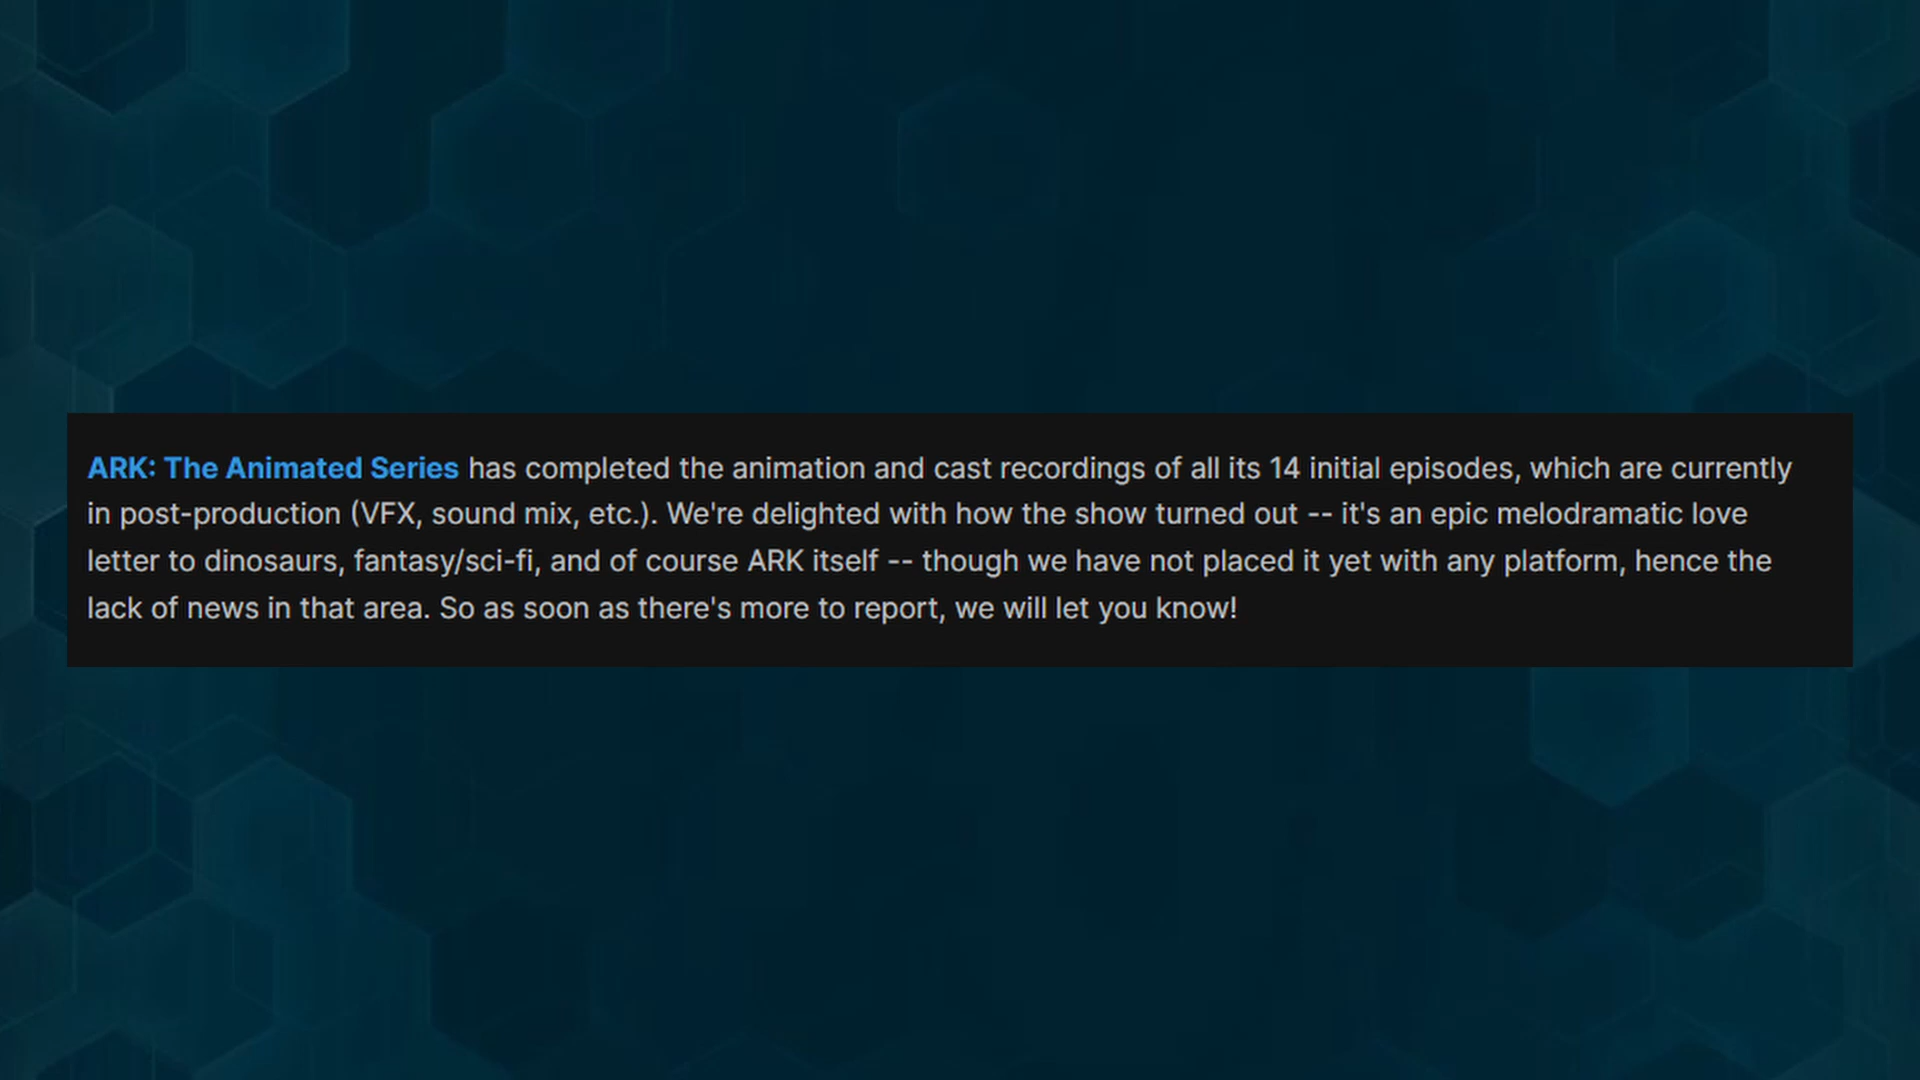 ARK: The Animated Series has completed the animation and cast recordings of all its 14 initial episodes, which are currently
in post-production (VFX, sound mix, etc.). We're delighted with how the show turned out -- it's an epic melodramatic love
letter to dinosaurs, fantasy/sci-fi, and of course ARK itself -- though we have not placed it yet with any platform, hence the
lack of news in that area. So as soon as there's more to report, we will let you know!